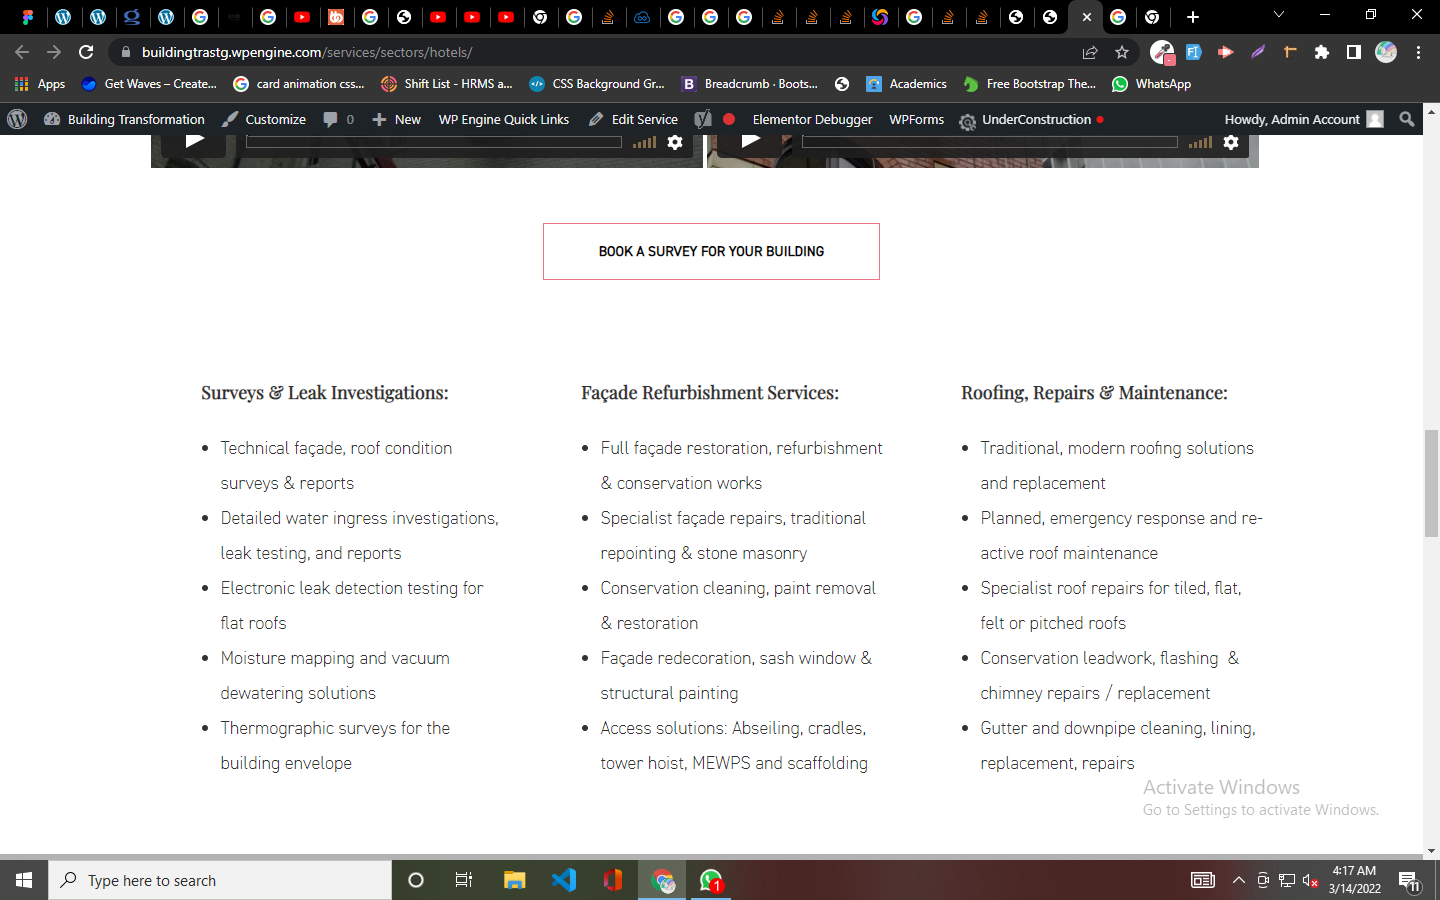 buildingtrastg.wpengine.com/services/sectors/hotels/
Apps Get Waves – Create... card animation css... Shift List - HRMS a... CSS Background Gr... Breadcrumb · Boots... Academics Free Bootstrap The... WhatsApp
Building Transformation Customize 0 New WP Engine Quick Links Edit Service Elementor Debugger WPForms UnderConstruction Howdy, Admin Account
BOOK A SURVEY FOR YOUR BUILDING
Surveys & Leak Investigations:
• Technical façade, roof condition
surveys & reports
• Detailed water ingress investigations,
leak testing, and reports
• Electronic leak detection testing for
flat roofs
• Moisture mapping and vacuum
dewatering solutions
• Thermographic surveys for the
building envelope
Façade Refurbishment Services:
• Full façade restoration, refurbishment
& conservation works
• Specialist façade repairs, traditional
repointing & stone masonry
• Conservation cleaning, paint removal
& restoration
• Façade redecoration, sash window &
structural painting
• Access solutions: Abseiling, cradles,
tower hoist, MEWPS and scaffolding
Roofing, Repairs & Maintenance:
• Traditional, modern roofing solutions
and replacement
• Planned, emergency response and re-
active roof maintenance
• Specialist roof repairs for tiled, flat,
felt or pitched roofs
• Conservation leadwork, flashing &
chimney repairs / replacement
• Gutter and downpipe cleaning, lining,
replacement, repairs
Activate Windows
Go to Settings to activate Windows.
Type here to search
1
4:17 AM
3/14/2022
11